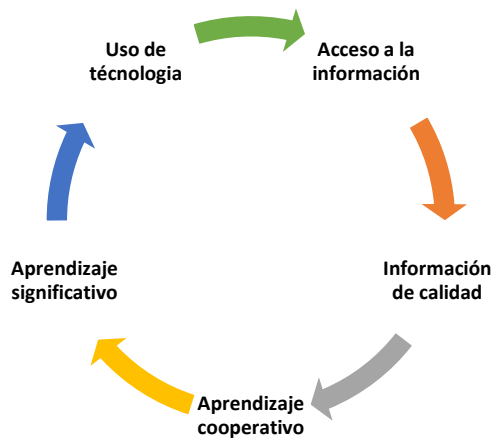 Uso de
técnologia
Acceso a la
información
Información
de calidad
Aprendizaje
cooperativo
Aprendizaje
significativo